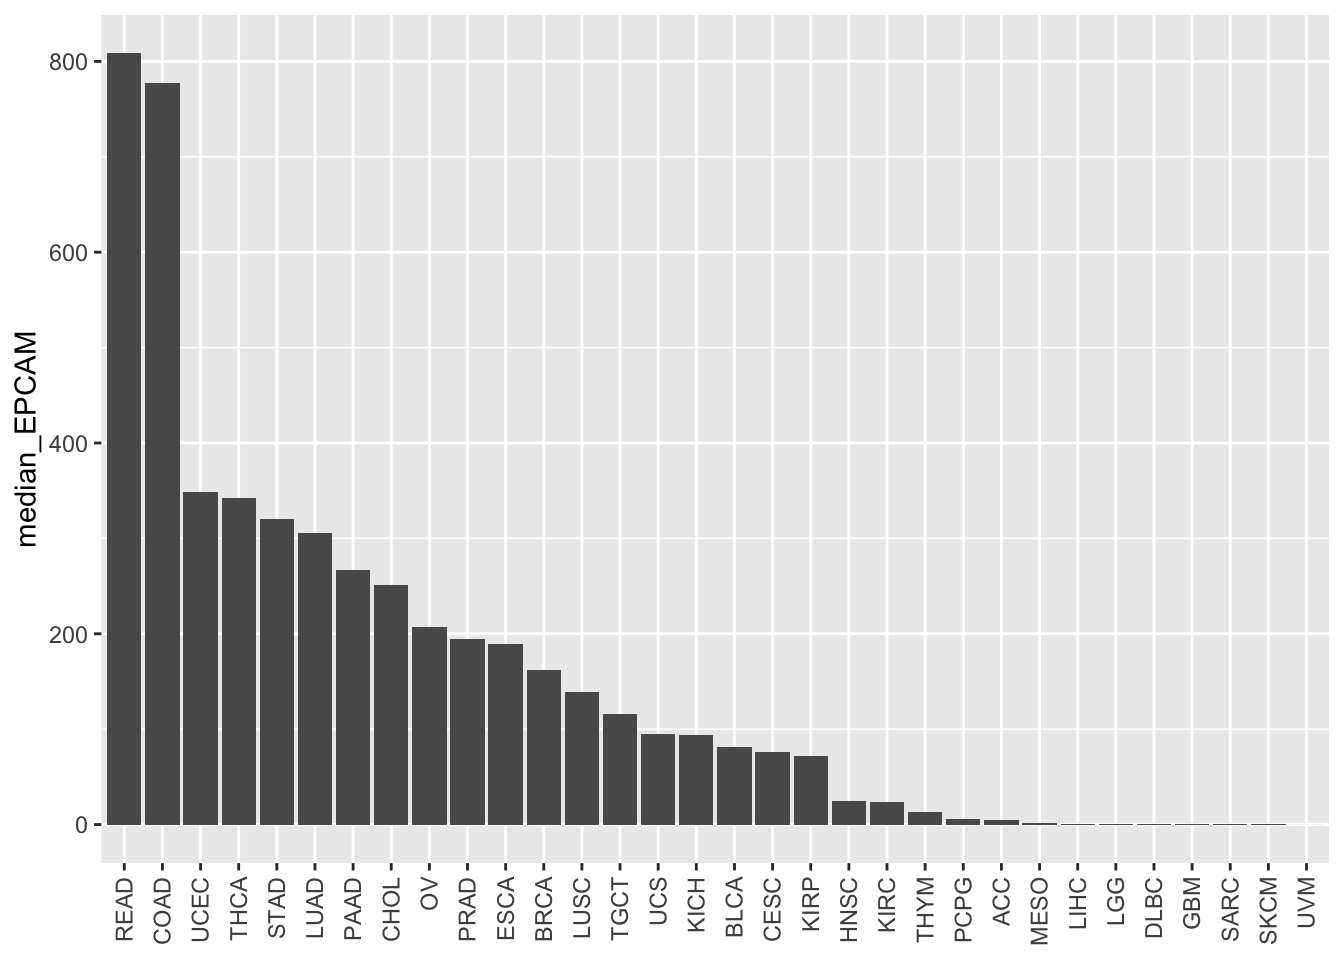 median_EPCAM
800
600
400
200
0
READ
COAD
UCEC
THCA
STAD
LUAD
PAAD
CHOL
OV
PRAD
ESCA
BRCA
LUSC
TGCT
UCS
KICH
BLCA
CESC
KIRP
HNSC
KIRC
THYM
PCPG
ACC
MESO
LIHC
LGG
DLBC
GBM
SARC
SKCM
UVM